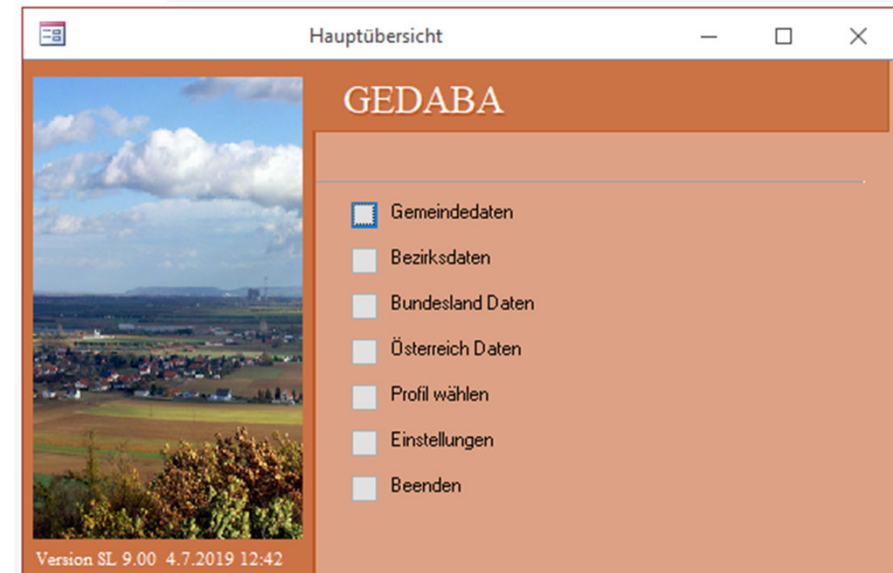 Hauptübersicht
GEDABA
Gemeindedaten
Bezirksdaten
Bundesland Daten
Österreich Daten
Profil wählen
Einstellungen
Beenden
Version SL 9.00 4.7.2019 12:42